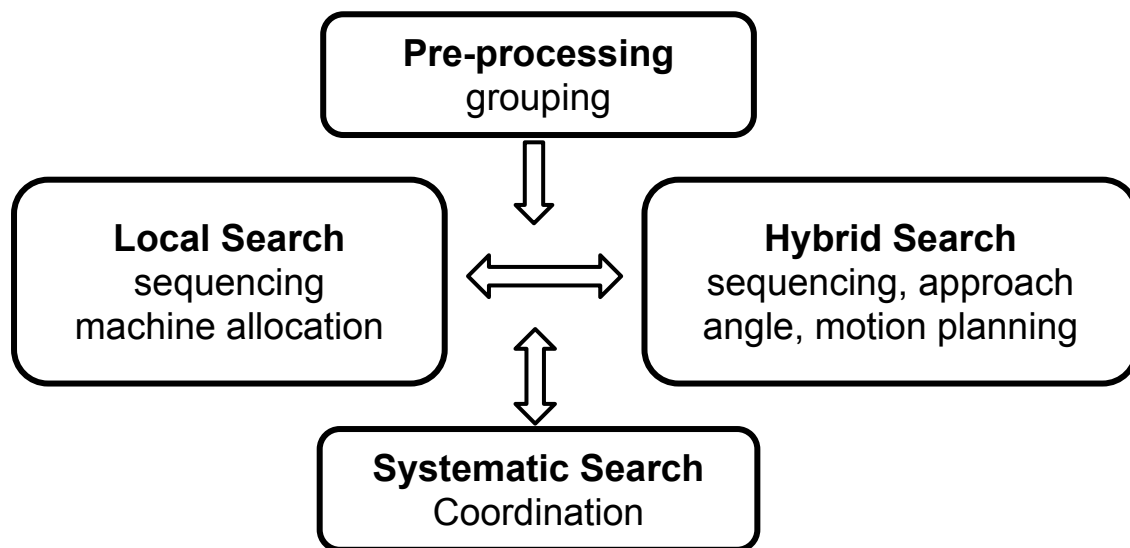 Pre-processing
grouping
Local Search
sequencing
machine allocation
Hybrid Search
sequencing, approach
angle, motion planning
Systematic Search
Coordination